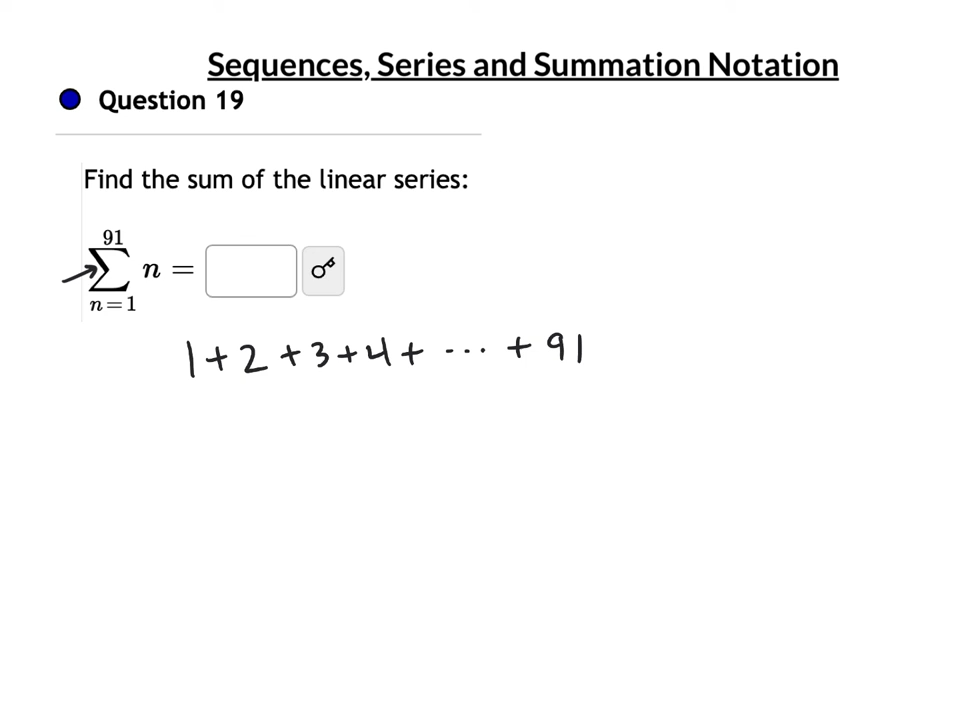 Sequences, Series and Summation Notation
Question 19
Find the sum of the linear series:
91
∑ n =
n=1
1+2+3+4+ ... + 91